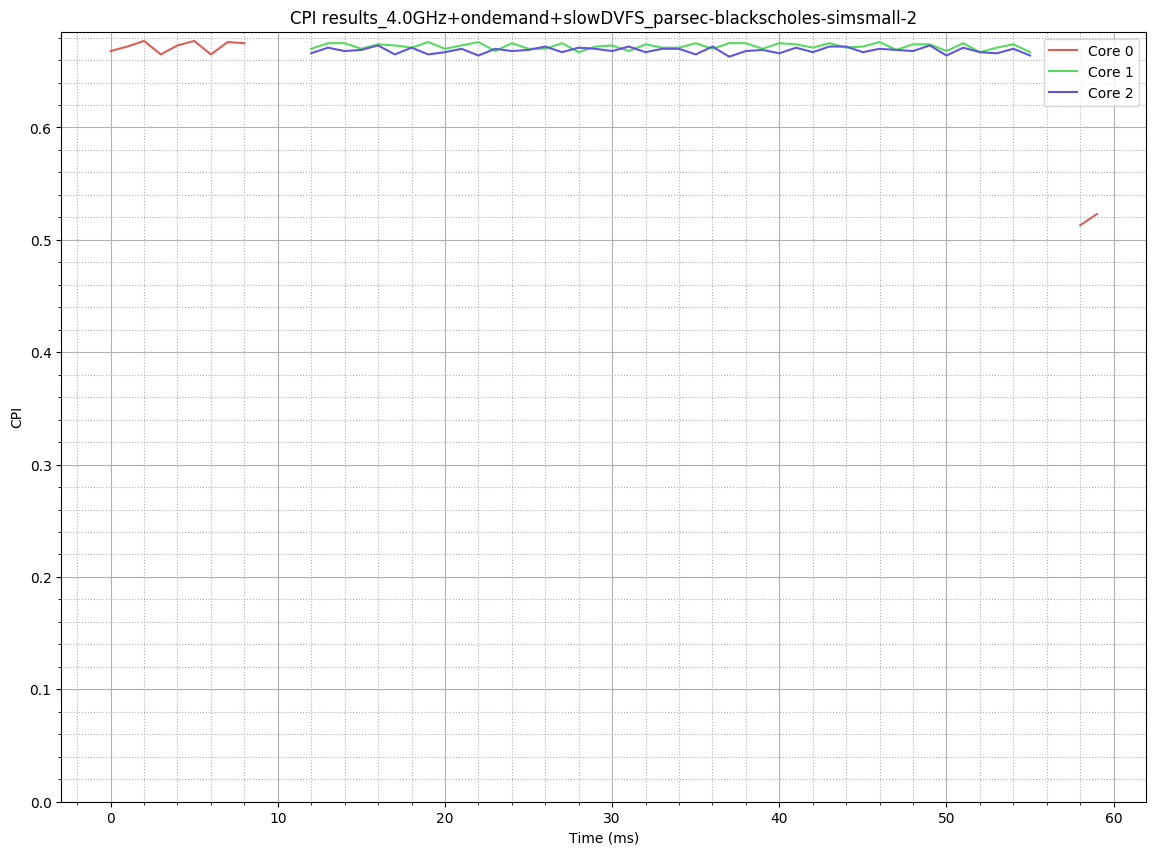 CPI results_4.0GHz+ondemand+slowDVFS_parsec-blackscholes-simsmall-2
Core 0
Core 1
Core 2
CPI
0.6
0.5
0.4
0.3
0.2
0.1
0.0
0 10 20 30 40 50 60
Time (ms)